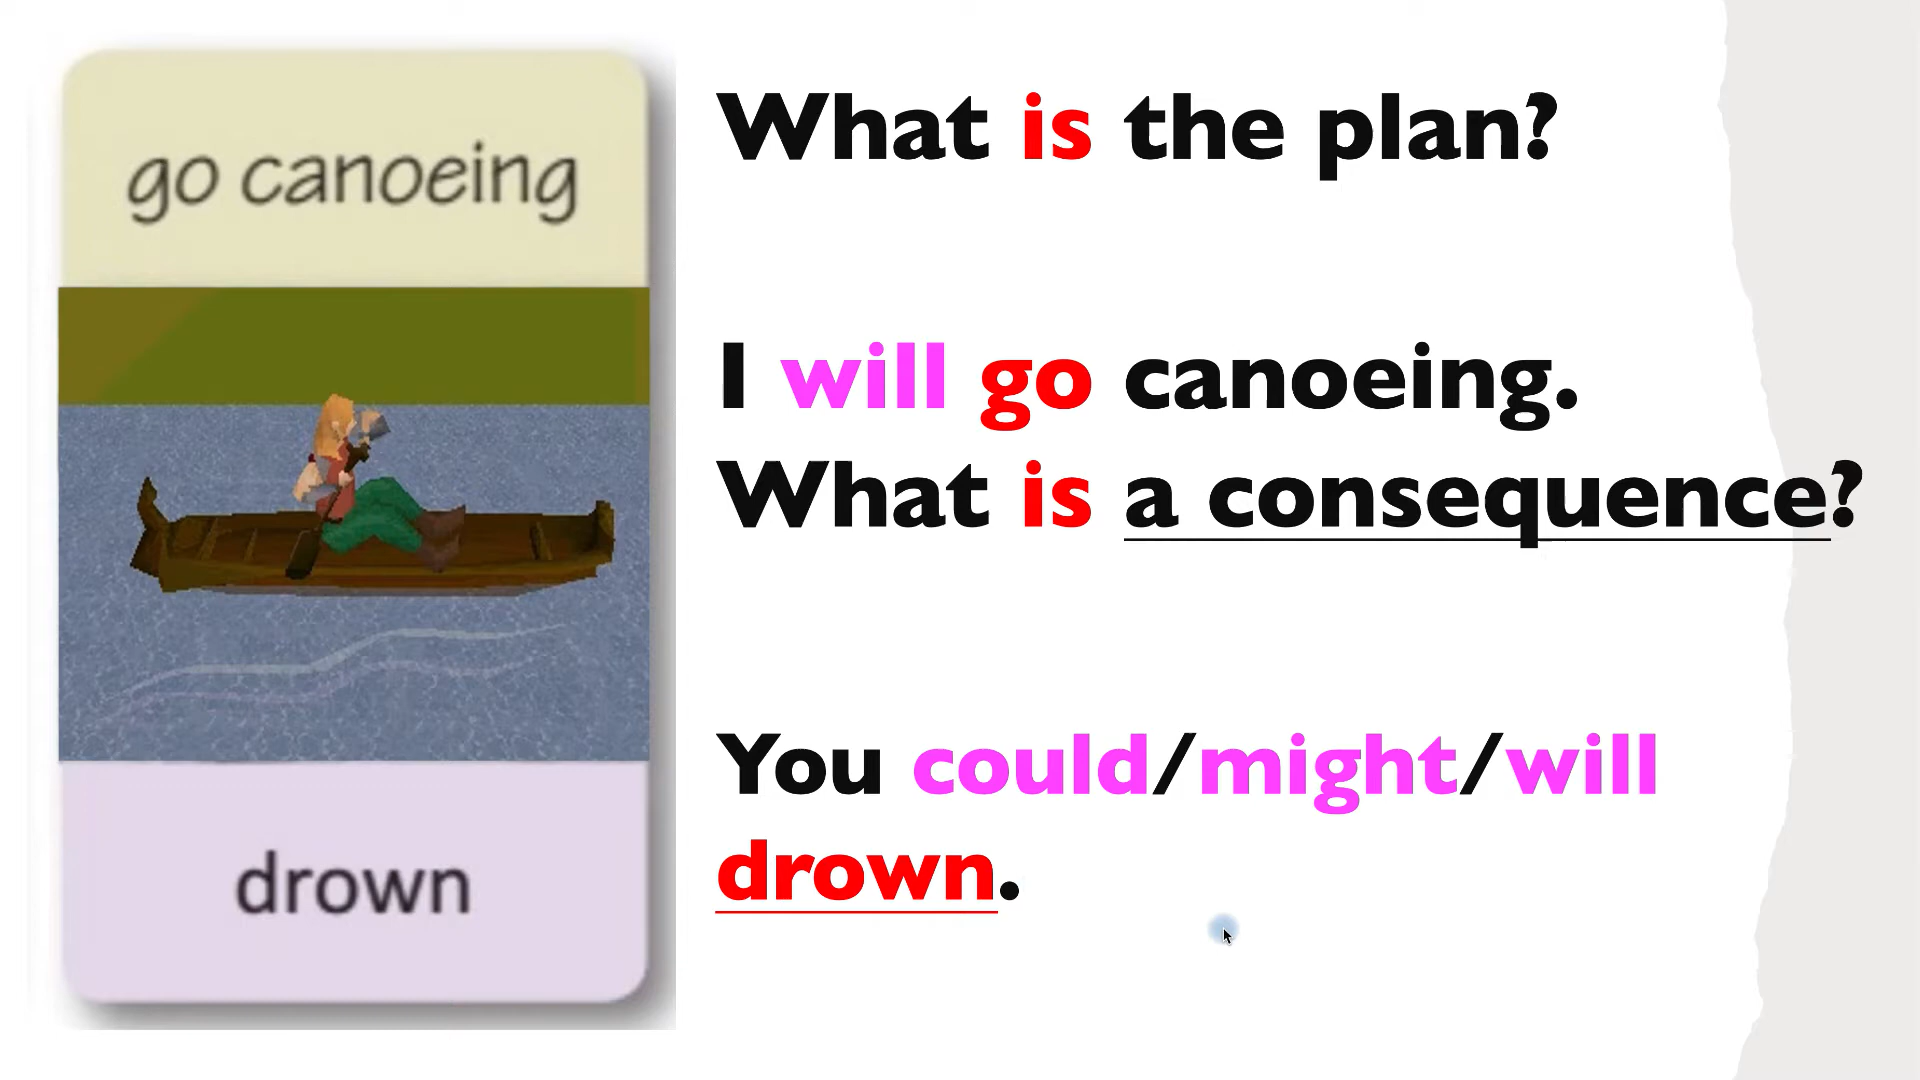 go canoeing
drown
What is the plan?
I will go canoeing.
What is a consequence?
You could/might/will
drown.